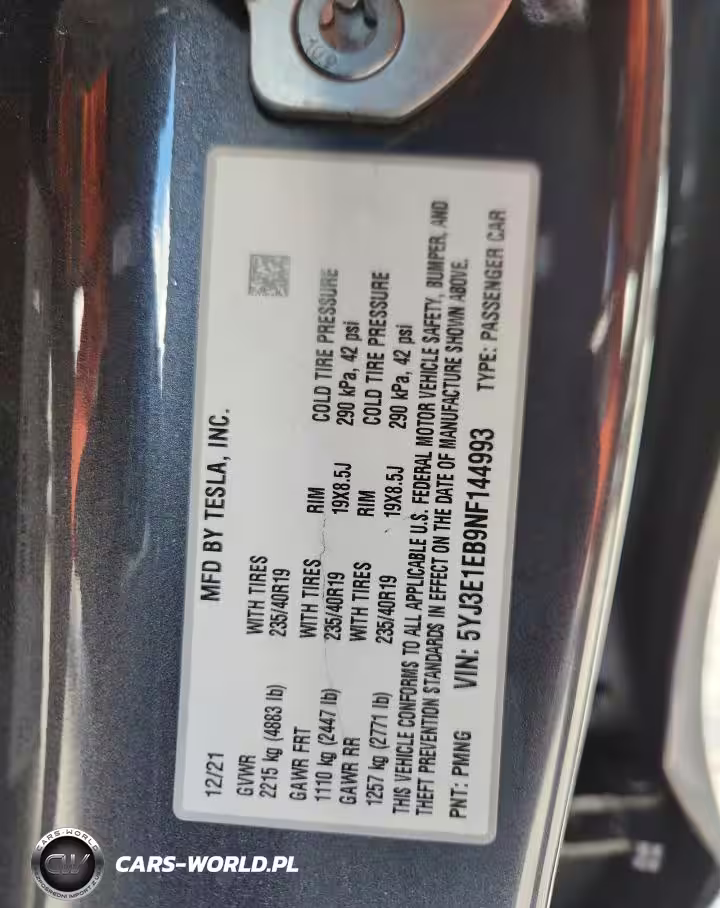 12/21 MFD BY TESLA, INC.
GVWR WITH TIRES
2215 kg (4883 lb) 235/40R19
GAWR FRT WITH TIRES RIM COLD TIRE PRESSURE
1110 kg (2447 lb) 235/40R19 19X8.5J 290 kPa, 42 psi
GAWR RR WITH TIRES RIM COLD TIRE PRESSURE
1257 kg (2771 lb) 235/40R19 19X8.5J 290 kPa, 42 psi
THIS VEHICLE CONFORMS TO ALL APPLICABLE U.S. FEDERAL MOTOR VEHICLE SAFETY, BUMPER, AND
THEFT PREVENTION STANDARDS IN EFFECT ON THE DATE OF MANUFACTURE SHOWN ABOVE.
PNT: PMNG VIN: 5YJ3E1EB9NF144993 TYPE: PASSENGER CAR
CARS-WORLD
CW
CARS-WORLD.PL